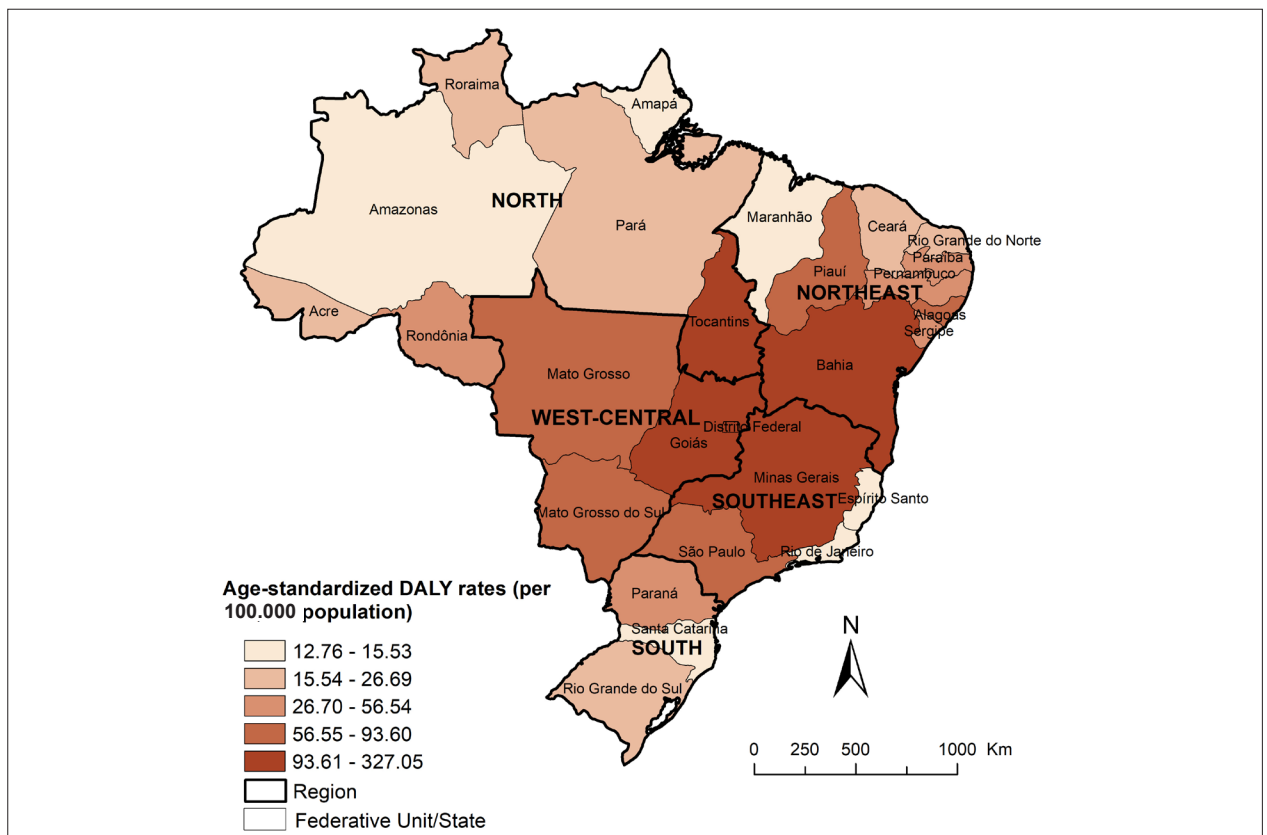 Roraima
Amapá
Amazonas
NORTH
Pará
Maranhão
Ceará
Rio Grande do Norte
Paraíba
Piauí
Pernambuco
NORTHEAST
Acre
Rondônia
Tocantins
Alagoas
Sergipe
Bahia
Mato Grosso
WEST-CENTRAL
Distrito Federal
Goiás
Minas Gerais
SOUTHEAST
Espírito Santo
Mato Grosso do Sul
São Paulo
Rio de Janeiro
Paraná
Santa Catarina
SOUTH
Rio Grande do Sul
Age-standardized DALY rates (per
100.000 population)
12.76 - 15.53
15.54 - 26.69
26.70 - 56.54
56.55 - 93.60
93.61 - 327.05
Region
Federative Unit/State
N
0 250 500 1000 Km